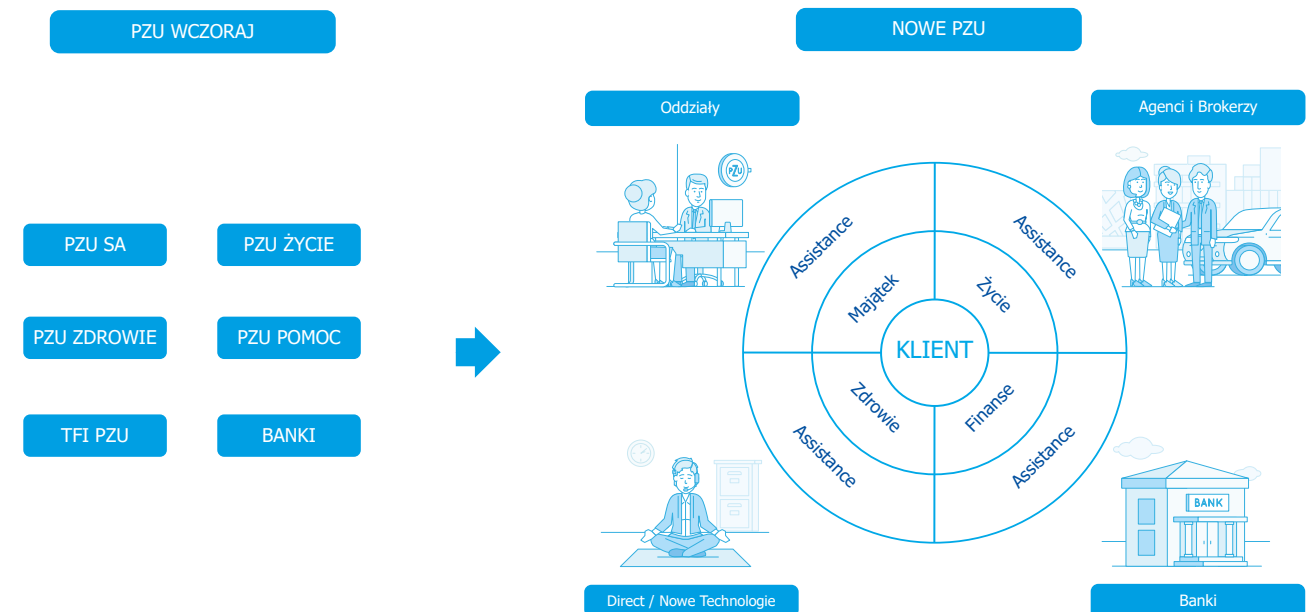 PZU WCZORAJ
PZU SA
PZU ŻYCIE
PZU ZDROWIE
PZU POMOC
TFI PZU
BANKI
NOWE PZU
Oddziały
Agenci i Brokerzy
PZU
Assistance
Assistance
Majątek
Życie
KLIENT
Zdrowie
Finanse
Assistance
Assistance
BANK
Direct / Nowe Technologie
Banki